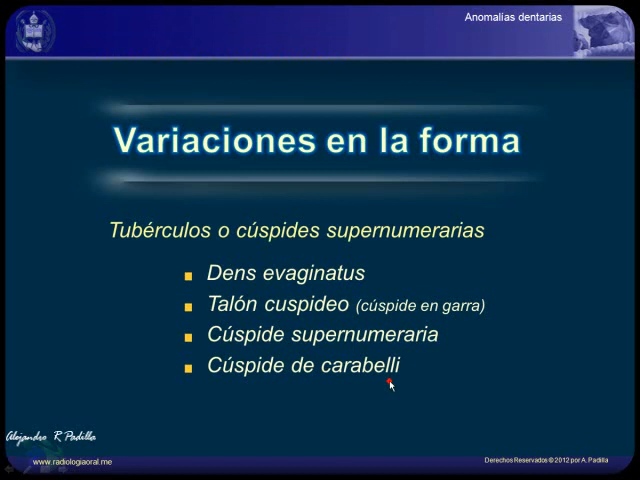 Anomalías dentarias
Variaciones en la forma
Tubérculos o cúspides supernumerarias
Dens evaginatus
Talón cuspideo (cúspide en garra)
Cúspide supernumeraria
Cúspide de carabelli
Alejandro R Padilla
www.radiologiaoral.me
Derechos Reservados © 2012 por A. Padilla